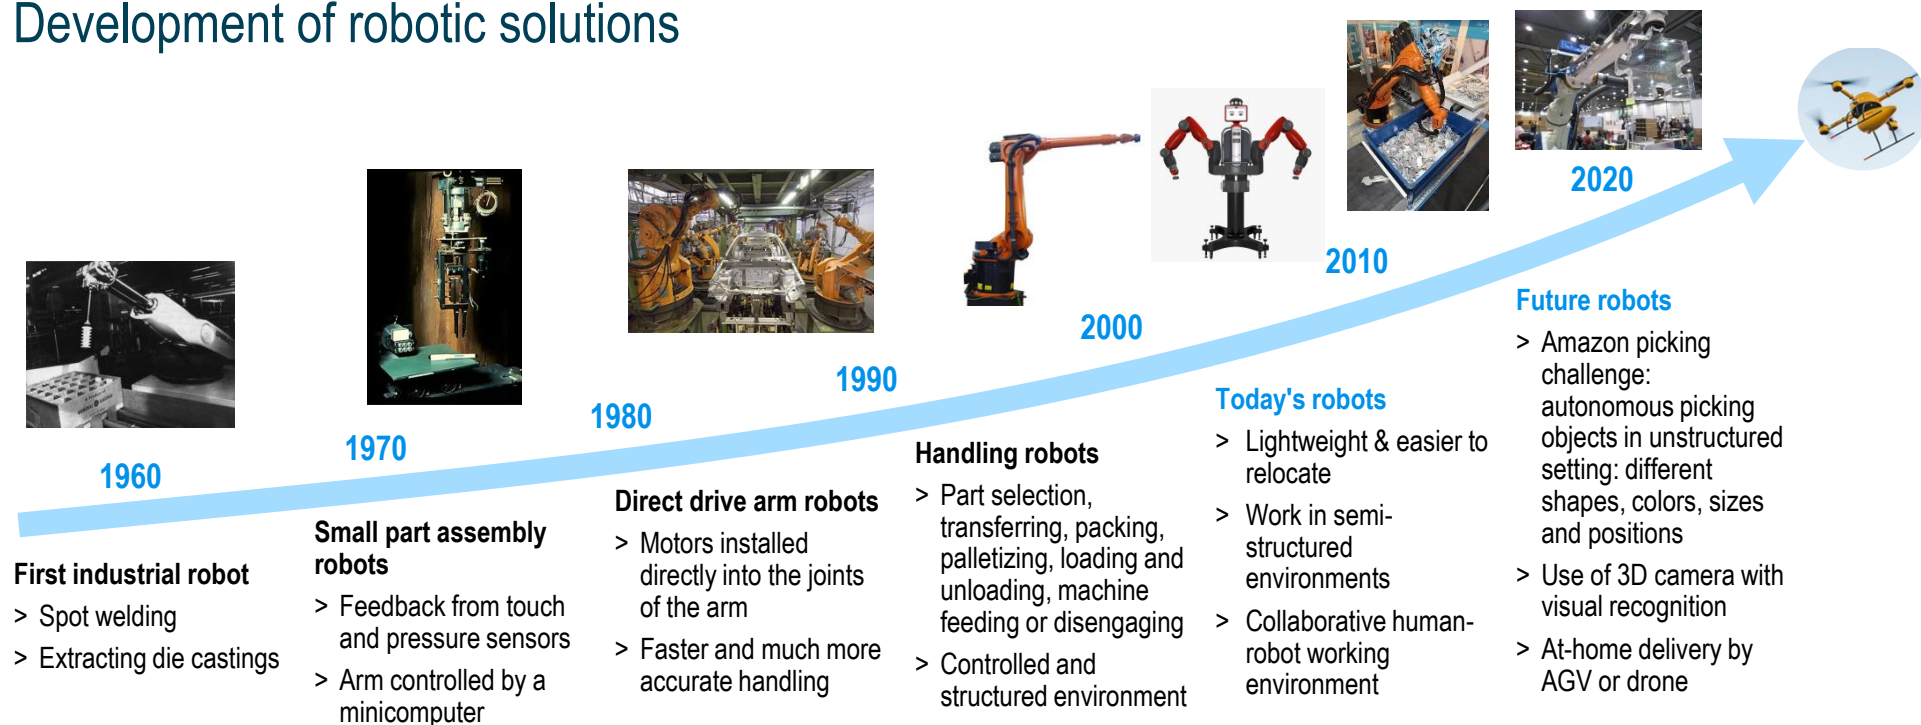 Development of robotic solutions
1960
First industrial robot
> Spot welding
> Extracting die castings
1970
Small part assembly
robots
> Feedback from touch
and pressure sensors
> Arm controlled by a
minicomputer
1980
Direct drive arm robots
> Motors installed
directly into the joints
of the arm
> Faster and much more
accurate handling
1990
Handling robots
> Part selection,
transferring, packing,
palletizing, loading and
unloading, machine
feeding or disengaging
> Controlled and
structured environment
2000
Today's robots
> Lightweight & easier to
relocate
> Work in semi-
structured
environments
> Collaborative human-
robot working
environment
2010
2020
Future robots
> Amazon picking
challenge:
autonomous picking
objects in unstructured
setting: different
shapes, colors, sizes
and positions
> Use of 3D camera with
visual recognition
> At-home delivery by
AGV or drone